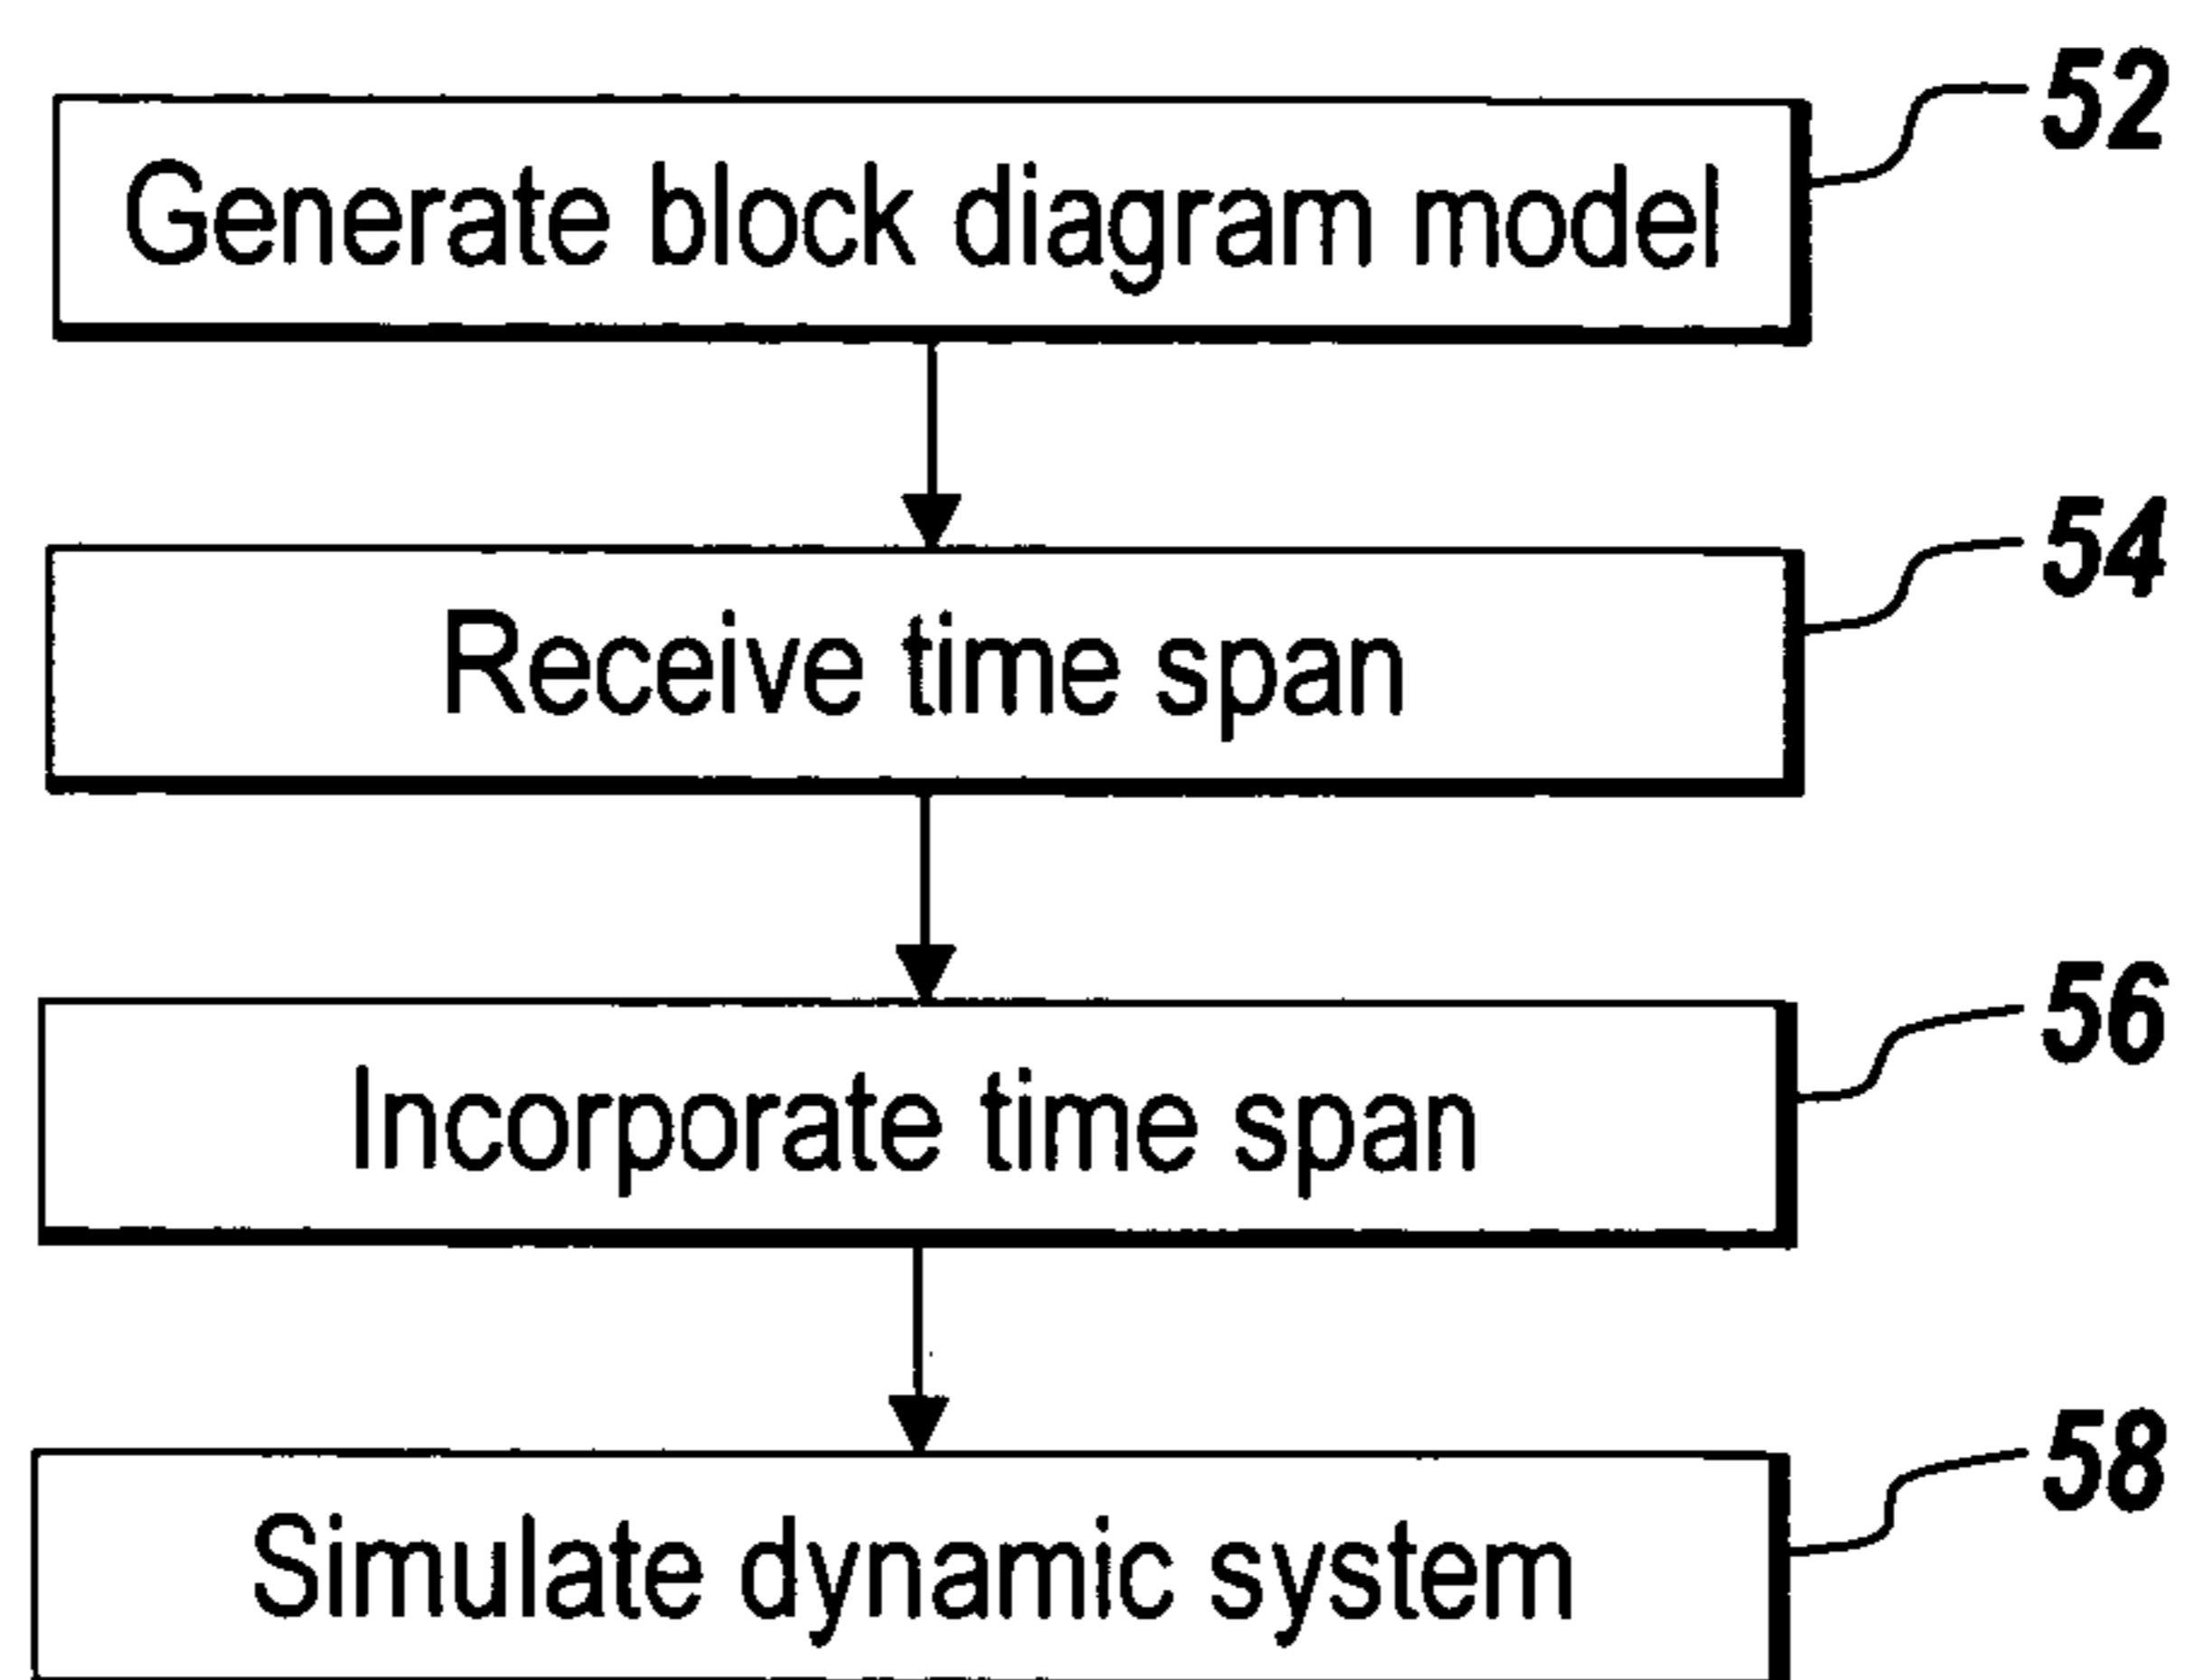 52
Generate block diagram model
54
Receive time span
56
Incorporate time span
58
Simulate dynamic system